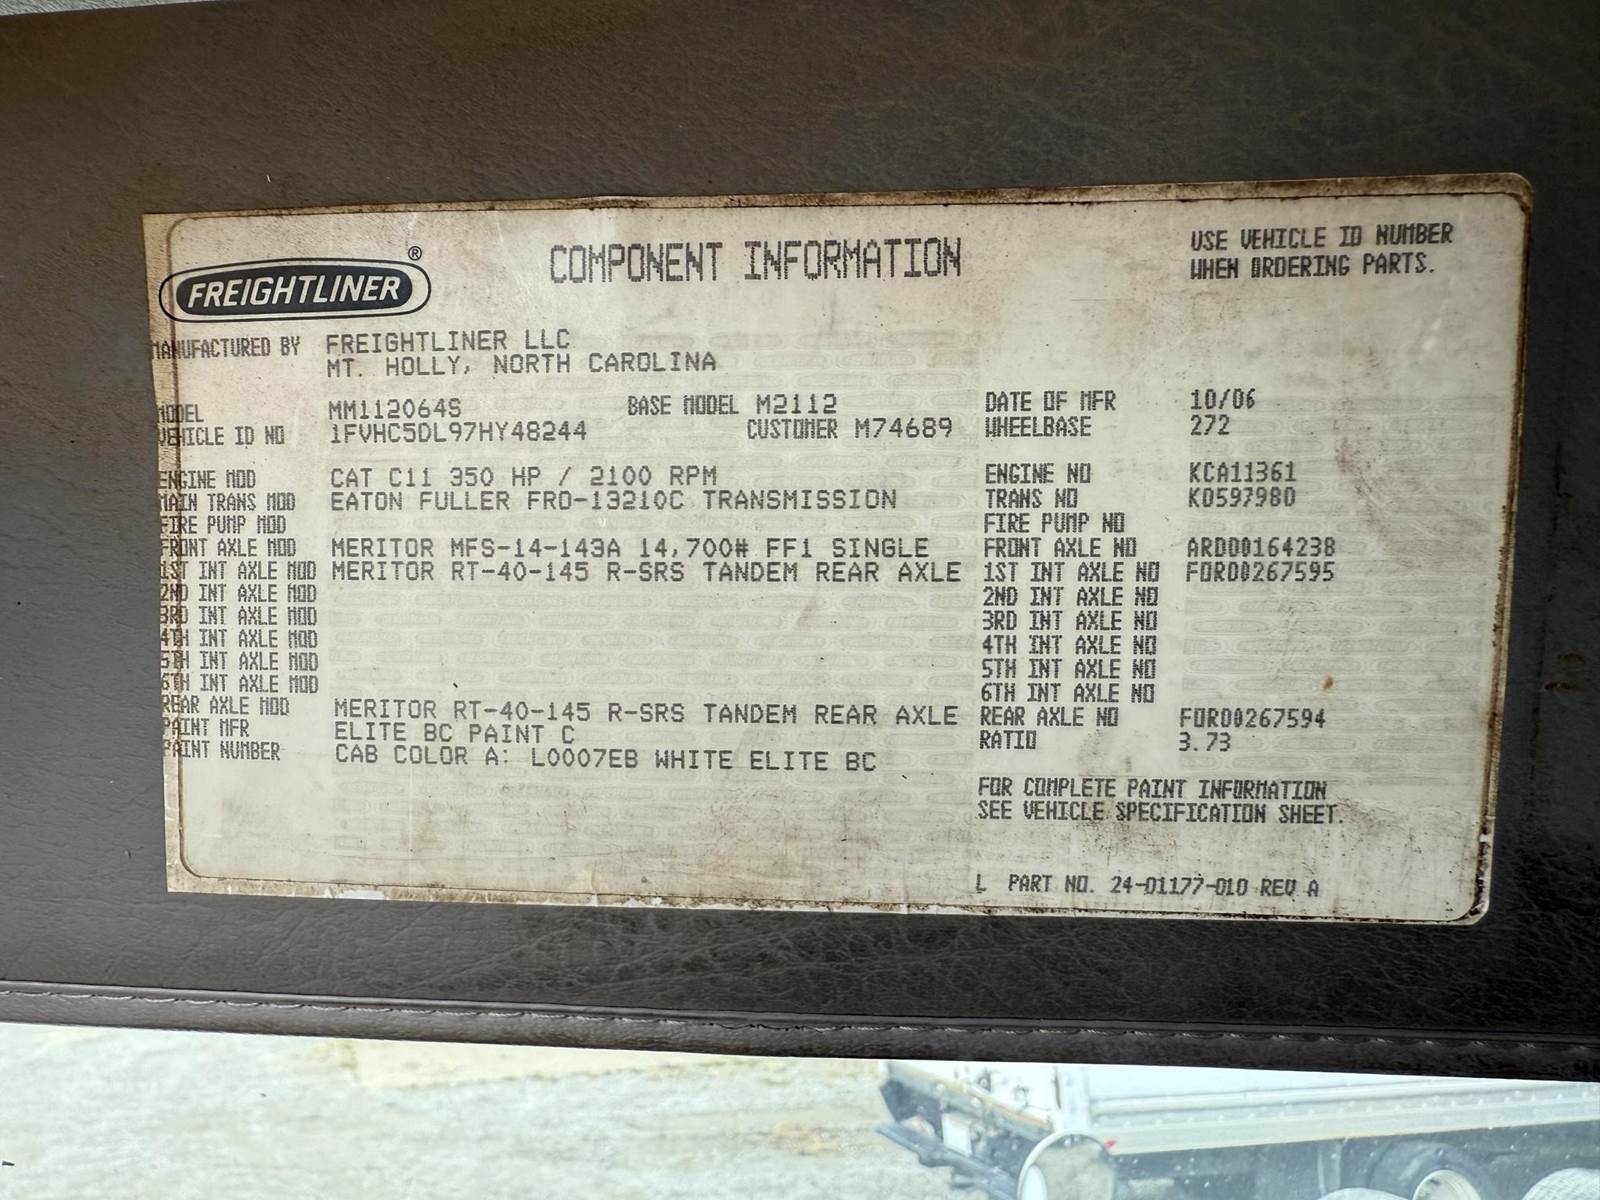 FREIGHTLINER®
COMPONENT INFORMATION
USE VEHICLE ID NUMBER
WHEN ORDERING PARTS.
MANUFACTURED BY FREIGHTLINER LLC
MT. HOLLY, NORTH CAROLINA
MODEL MM112064S BASE MODEL M2112 DATE OF MFR 10/06
VEHICLE ID NO 1FVHC5DL97HY48244 CUSTOMER M74689 WHEELBASE 272
ENGINE MOD CAT C11 350 HP / 2100 RPM ENGINE NO KCA11361
MAIN TRANS MOD EATON FULLER FRO-13210C TRANSMISSION TRANS NO K0597980
FIRE PUMP MOD FIRE PUMP NO
FRONT AXLE MOD MERITOR MFS-14-143A 14,700# FF1 SINGLE FRONT AXLE NO ARD00164238
1ST INT AXLE MOD MERITOR RT-40-145 R-SRS TANDEM REAR AXLE 1ST INT AXLE NO FOR00267595
2ND INT AXLE MOD 2ND INT AXLE NO
3RD INT AXLE MOD 3RD INT AXLE NO
4TH INT AXLE MOD 4TH INT AXLE NO
5TH INT AXLE MOD 5TH INT AXLE NO
6TH INT AXLE MOD 6TH INT AXLE NO
REAR AXLE MOD MERITOR RT-40-145 R-SRS TANDEM REAR AXLE REAR AXLE NO FOR00267594
PAINT MFR ELITE BC PAINT C RATIO 3.73
PAINT NUMBER CAB COLOR A: L0007EB WHITE ELITE BC
FOR COMPLETE PAINT INFORMATION
SEE VEHICLE SPECIFICATION SHEET.
L PART NO. 24-01177-010 REV A